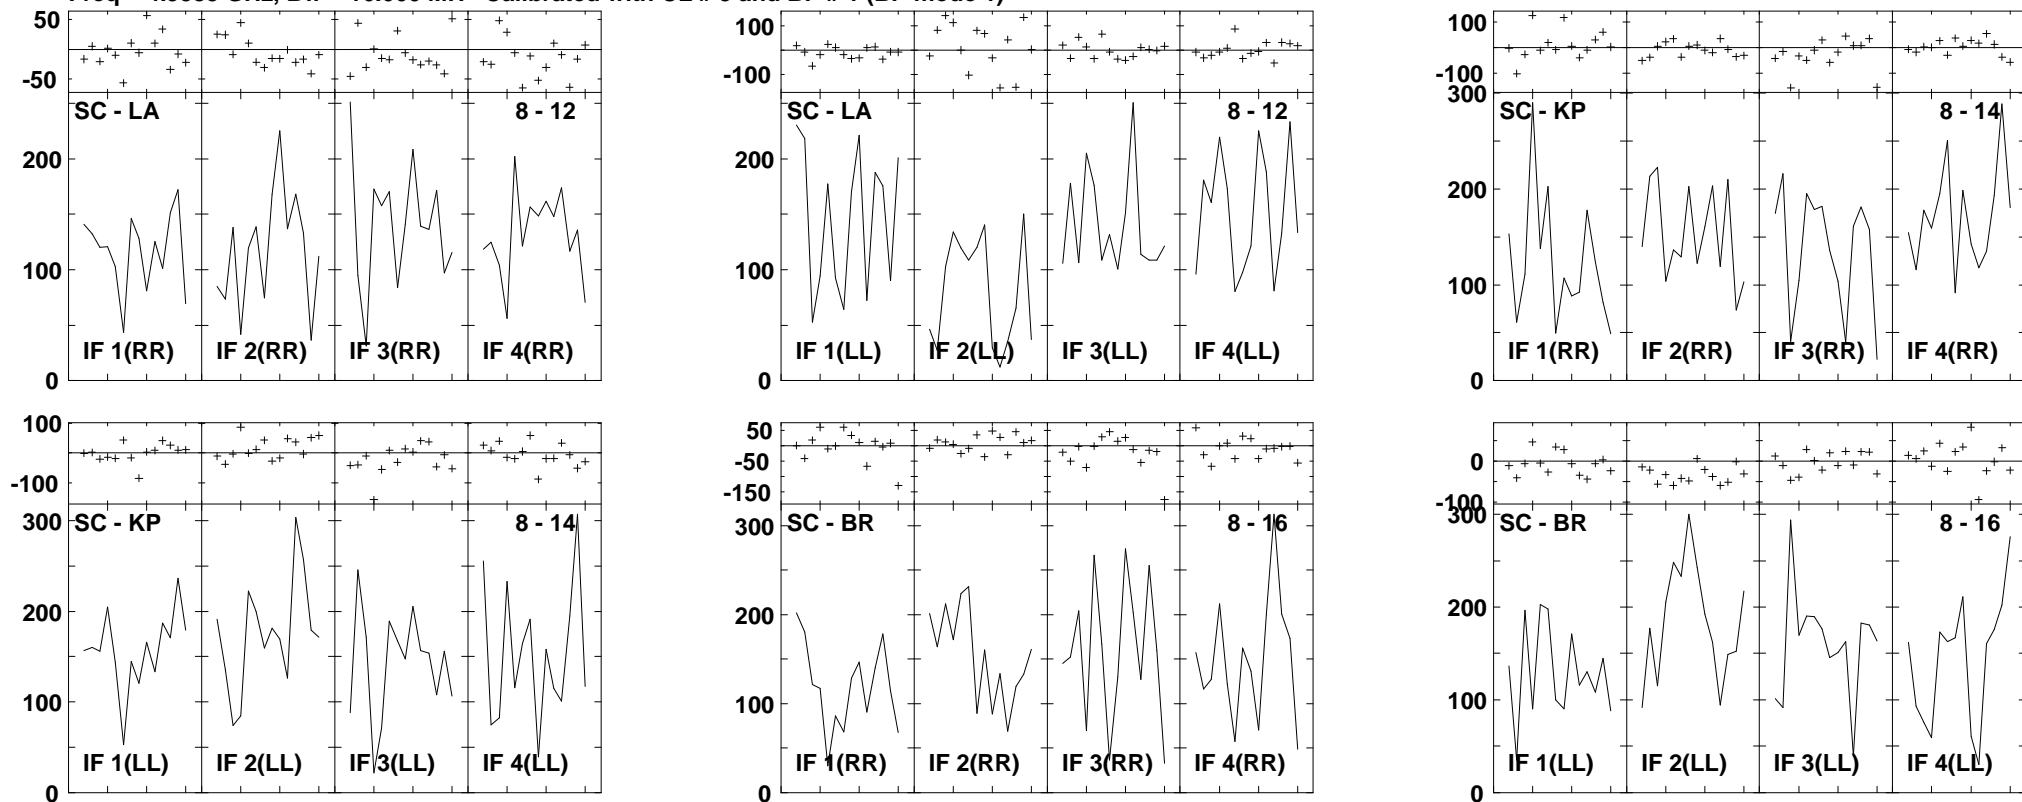 50
-50
SC - LA
8 - 12
200
100
0
IF 1(RR)
IF 2(RR)
IF 3(RR)
IF 4(RR)
100
-100
SC - LA
8 - 12
200
100
0
IF 1(LL)
IF 2(LL)
IF 3(LL)
IF 4(LL)
100
-100
300
SC - KP
8 - 14
200
100
0
IF 1(RR)
IF 2(RR)
IF 3(RR)
IF 4(RR)
100
-100
300
SC - KP
8 - 14
200
100
0
IF 1(LL)
IF 2(LL)
IF 3(LL)
IF 4(LL)
50
-50
-150
300
SC - BR
8 - 16
200
100
0
IF 1(RR)
IF 2(RR)
IF 3(RR)
IF 4(RR)
0
-100
300
SC - BR
8 - 16
200
100
0
IF 1(LL)
IF 2(LL)
IF 3(LL)
IF 4(LL)